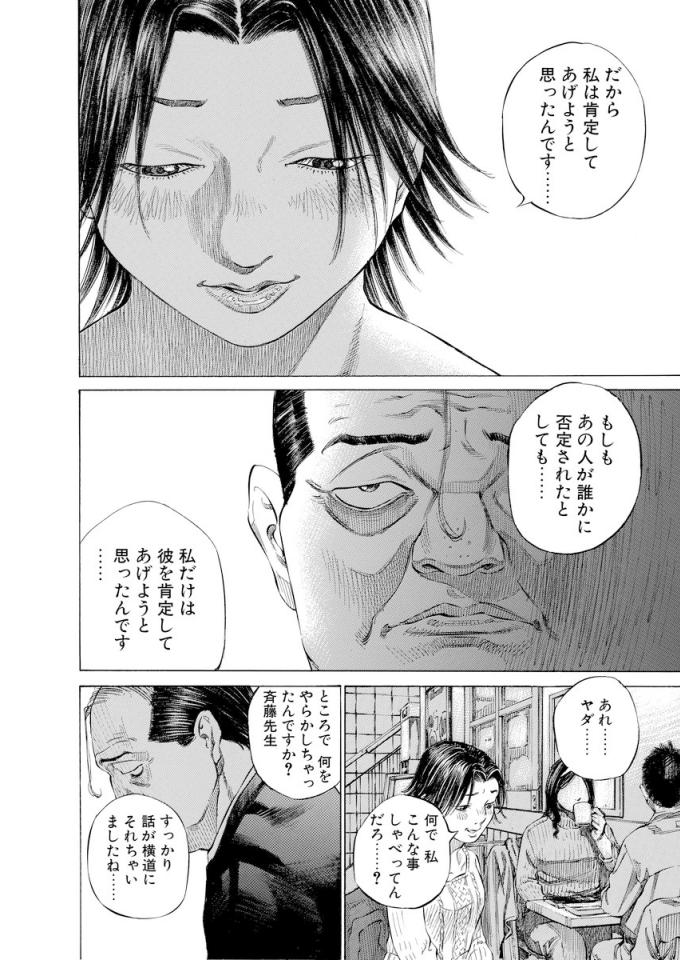 だから
私は肯定して
あげようと
思ったんです……
もしも
あの人が誰かに
否定されたと
しても……
私だけは
彼を肯定して
あげようと
思ったんです
……
あれ……
ヤダ……
何で 私
こんな事
しゃべってん
だろ……?
ところで 何を
やらかしちゃっ
たんですか?
斉藤先生
すっかり
話が横道に
それちゃい
ましたね……